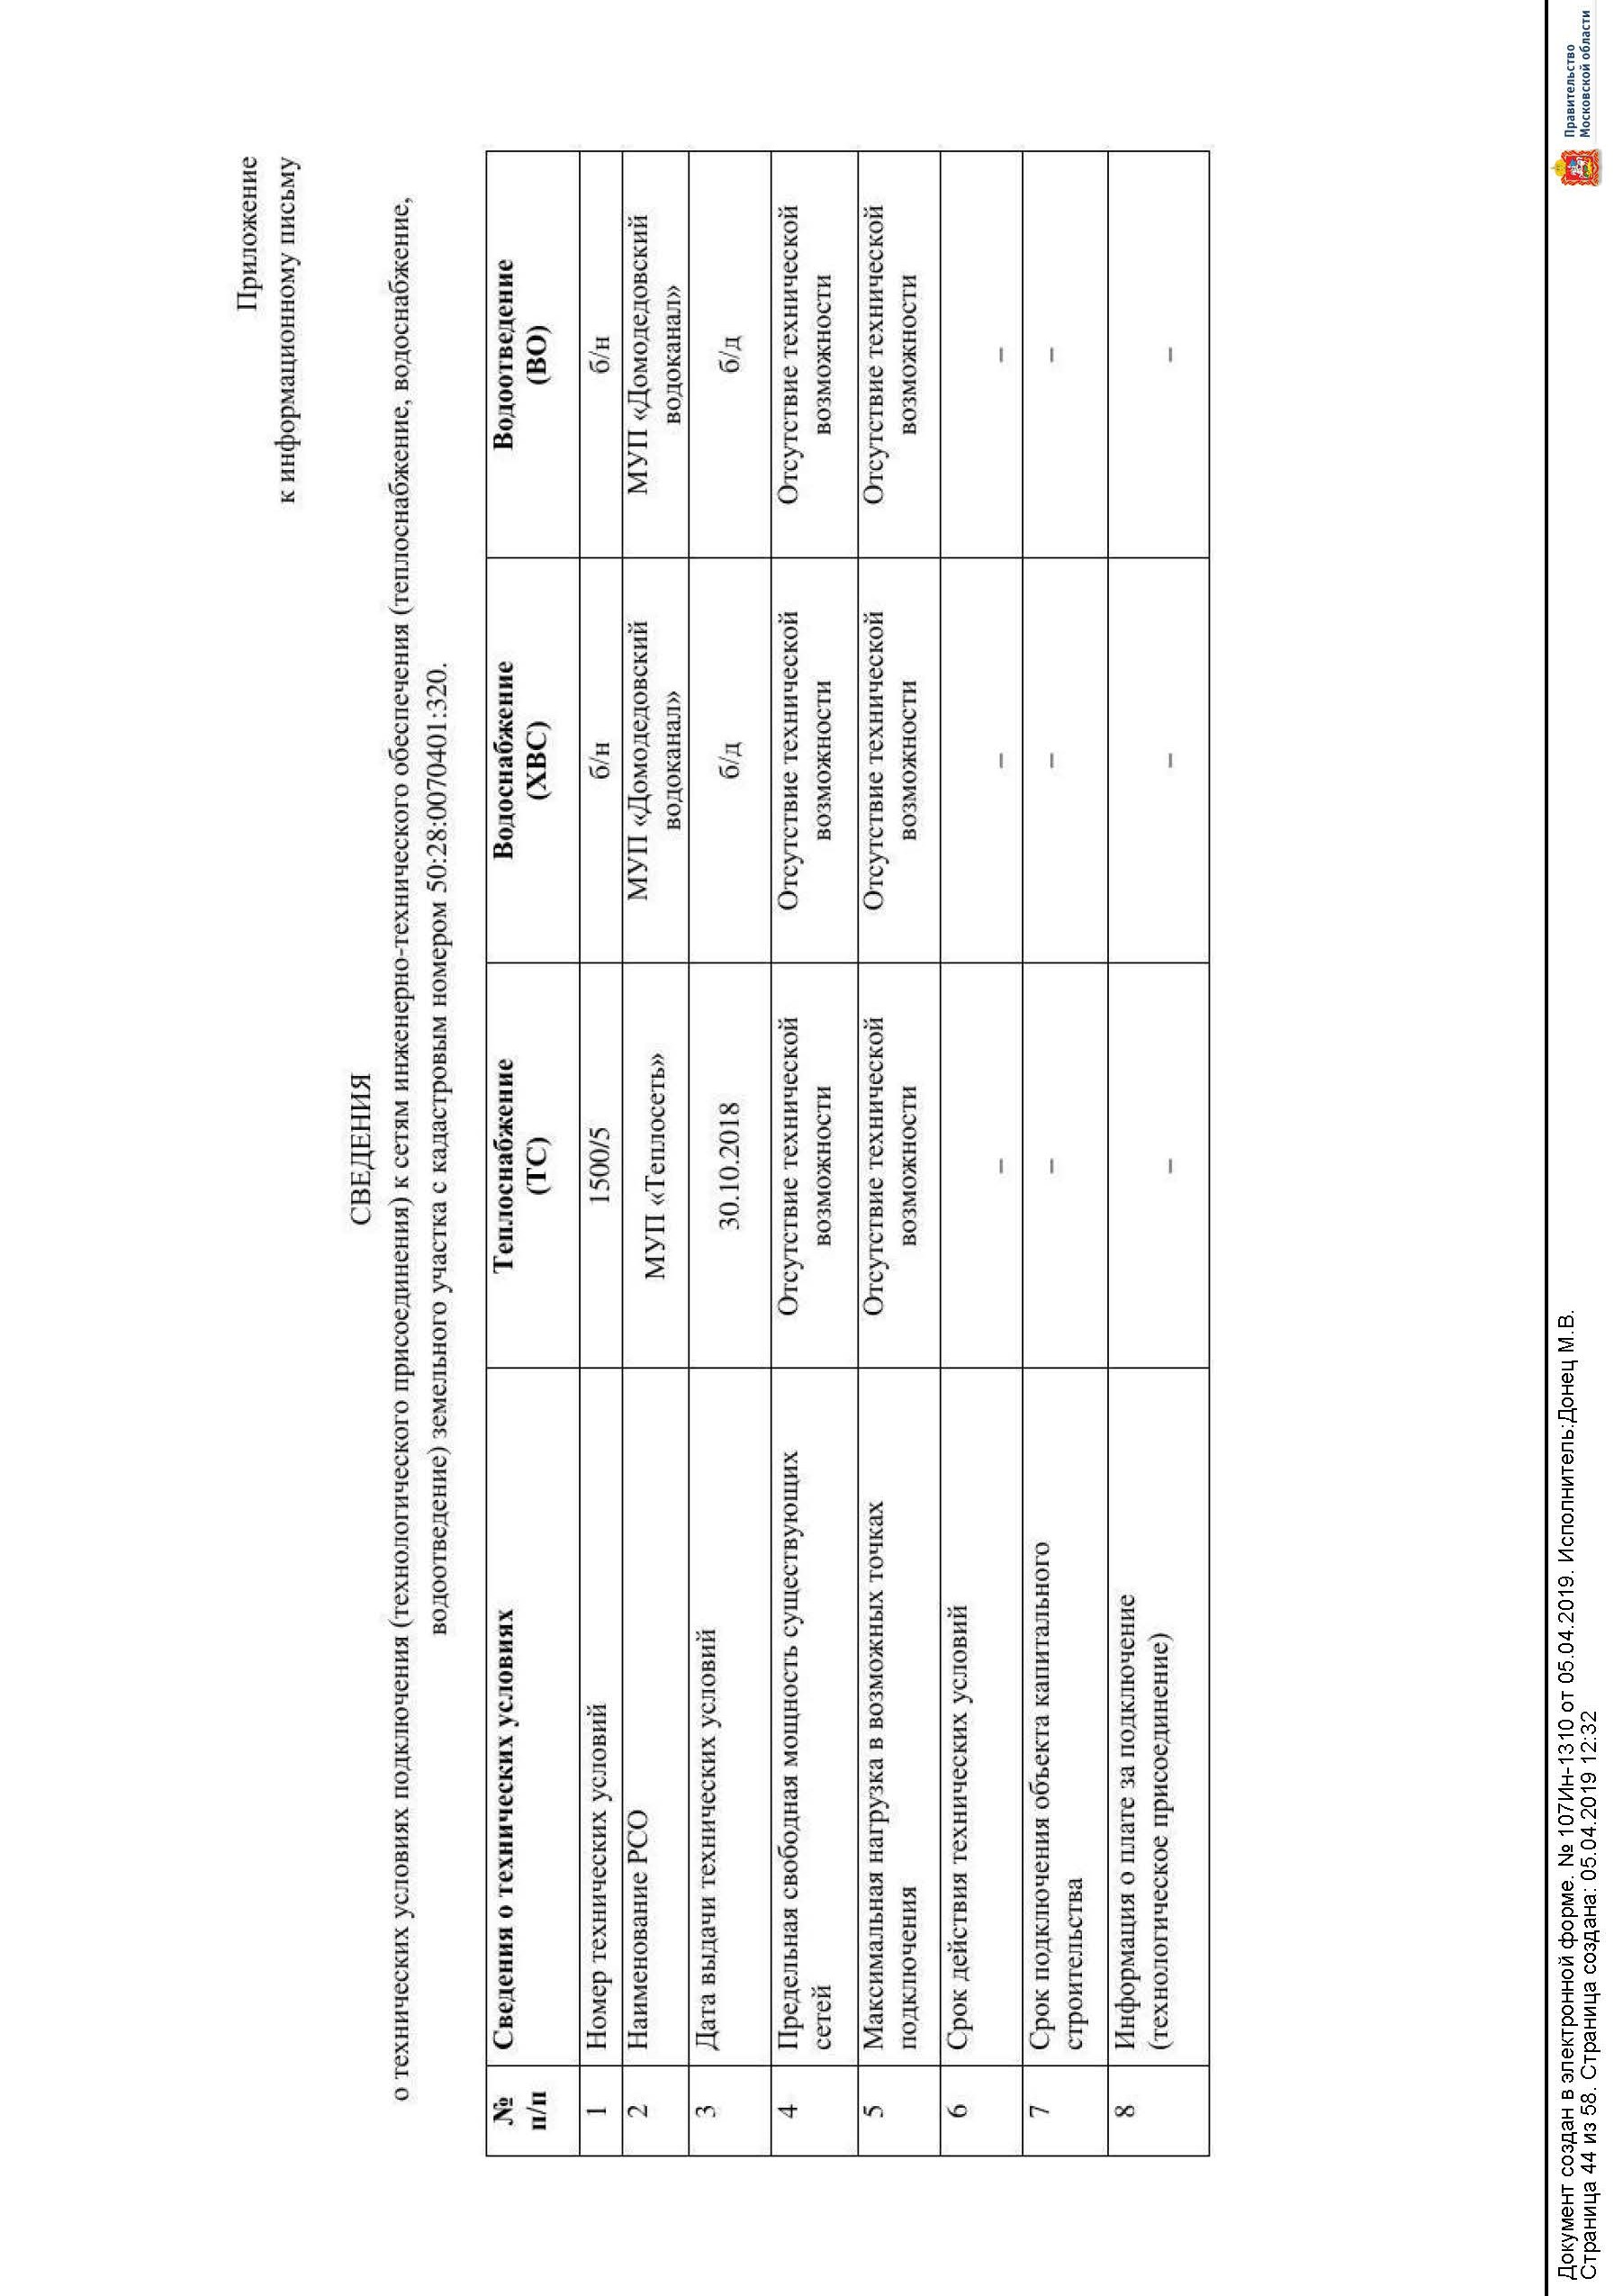 Приложение
к информационному письму
СВЕДЕНИЯ
о технических условиях подключения (технологического присоединения) к сетям инженерно-технического обеспечения (теплоснабжение, водоснабжение,
водоотведение) земельного участка с кадастровым номером 50:28:0070401:320.
№ Сведения о технических условиях Теплоснабжение Водоснабжение Водоотведение
п/п (ТС) (ХВС) (ВО)
1 Номер технических условий 1500/5 б/н б/н
2 Наименование РСО МУП «Теплосеть» МУП «Домодедовский МУП «Домодедовский
водоканал» водоканал»
3 Дата выдачи технических условий 30.10.2018 б/д б/д
4 Предельная свободная мощность существующих Отсутствие технической Отсутствие технической Отсутствие технической
сетей возможности возможности возможности
5 Максимальная нагрузка в возможных точках Отсутствие технической Отсутствие технической Отсутствие технической
подключения возможности возможности возможности
6 Срок действия технических условий – – –
7 Срок подключения объекта капитального – – –
строительства
8 Информация о плате за подключение
(технологическое присоединение) – – –
Документ создан в электронной форме. № 107Ин-1310 от 05.04.2019. Исполнитель:Донец М.В.
Страница 44 из 58. Страница создана: 05.04.2019 12:32
Правительство
Московской области